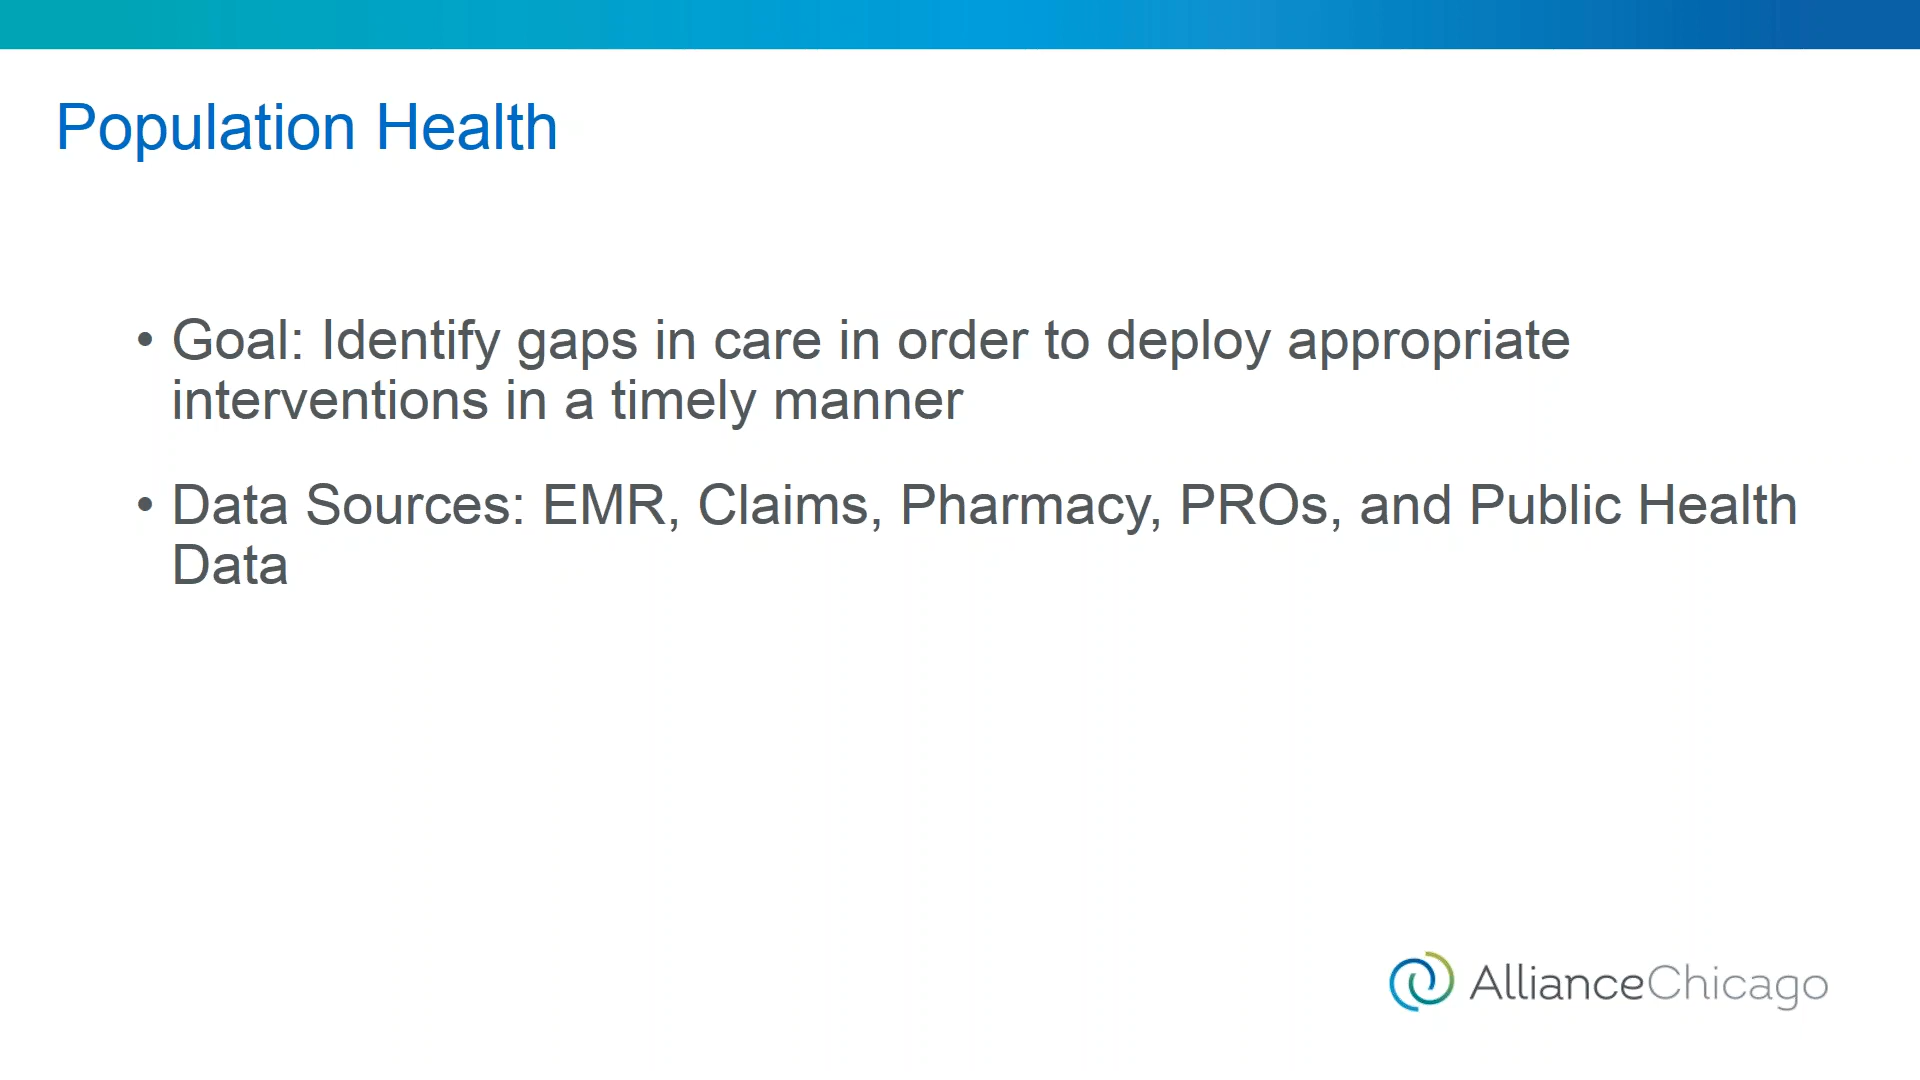 Population Health
• Goal: Identify gaps in care in order to deploy appropriate
interventions in a timely manner
• Data Sources: EMR, Claims, Pharmacy, PROs, and Public Health
Data
AllianceChicago